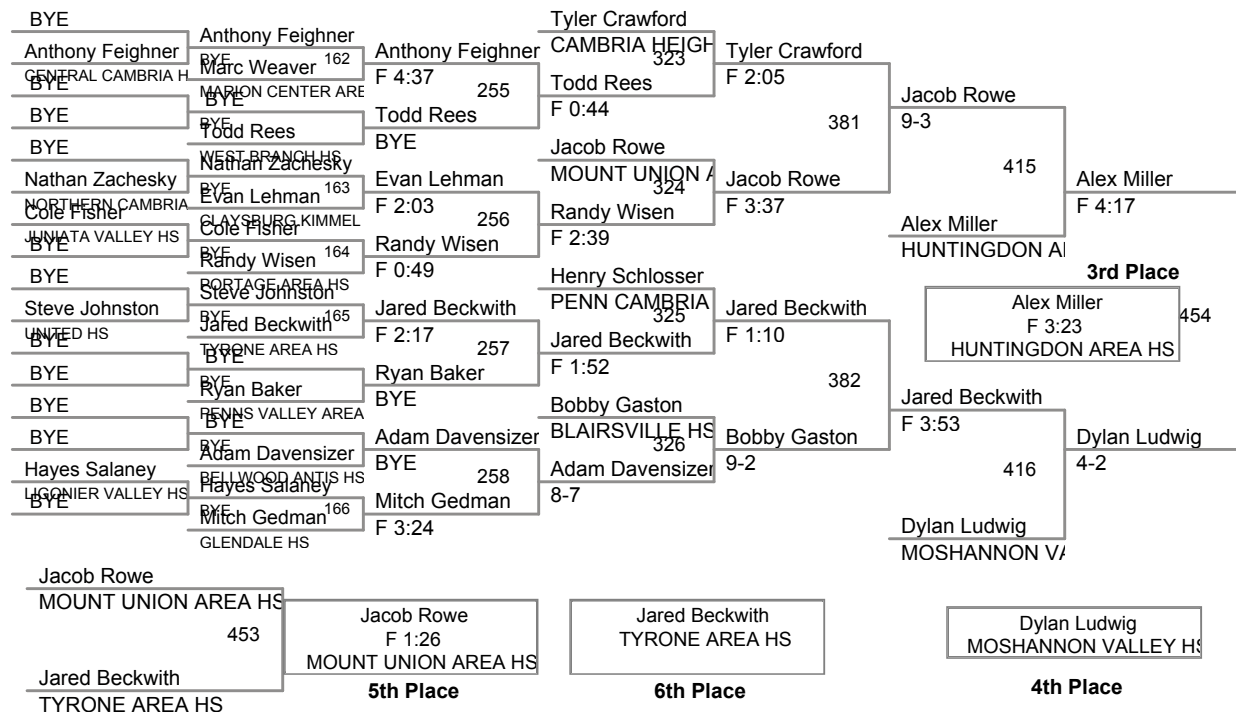 BYE
Anthony Feighner
CENTRAL CAMBRIA H
BYE
BYE
BYE
Nathan Zachesky
NORTHERN CAMBRIA
Cole Fisher
JUNIATA VALLEY HS
BYE
BYE
Steve Johnston
UNITED HS
BYE
BYE
BYE
BYE
Hayes Salaney
LIGONIER VALLEY HS
BYE
Anthony Feighner
BYE
162
Marc Weaver
MARION CENTER ARE
BYE
BYE
Todd Rees
WEST BRANCH HS
Nathan Zachesky
BYE
163
Evan Lehman
CLAYSBURG KIMMEL
Cole Fisher
BYE
164
Randy Wisen
PORTAGE AREA HS
Steve Johnston
BYE
165
Jared Beckwith
TYRONE AREA HS
BYE
BYE
Ryan Baker
PENNS VALLEY AREA
BYE
BYE
Adam Davensizer
BELLWOOD ANTIS HS
Hayes Salaney
BYE
166
Mitch Gedman
GLENDALE HS
Anthony Feighner
F 4:37
255
Todd Rees
BYE
Evan Lehman
F 2:03
256
Randy Wisen
F 0:49
Jared Beckwith
F 2:17
257
Ryan Baker
BYE
Adam Davensizer
BYE
258
Mitch Gedman
F 3:24
Tyler Crawford
CAMBRIA HEIGH
323
Todd Rees
F 0:44
Jacob Rowe
MOUNT UNION A
324
Randy Wisen
F 2:39
Henry Schlosser
PENN CAMBRIA
325
Jared Beckwith
F 1:52
Bobby Gaston
BLAIRSVILLE HS
326
Adam Davensizer
8-7
Tyler Crawford
F 2:05
381
Jacob Rowe
F 3:37
Jared Beckwith
F 1:10
382
Bobby Gaston
9-2
Jacob Rowe
9-3
415
Alex Miller
HUNTINGDON A
Jared Beckwith
F 3:53
416
Dylan Ludwig
MOSHANNON VA
Alex Miller
F 4:17
3rd Place
Alex Miller
F 3:23
HUNTINGDON AREA HS
454
Dylan Ludwig
4-2
Jacob Rowe
MOUNT UNION AREA HS
453
Jared Beckwith
TYRONE AREA HS
Jacob Rowe
F 1:26
MOUNT UNION AREA HS
5th Place
Jared Beckwith
TYRONE AREA HS
6th Place
Dylan Ludwig
MOSHANNON VALLEY HS
4th Place